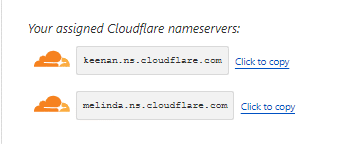 Your assigned Cloudflare nameservers:
keenan.ns.cloudflare.com Click to copy
melinda.ns.cloudflare.com Click to copy